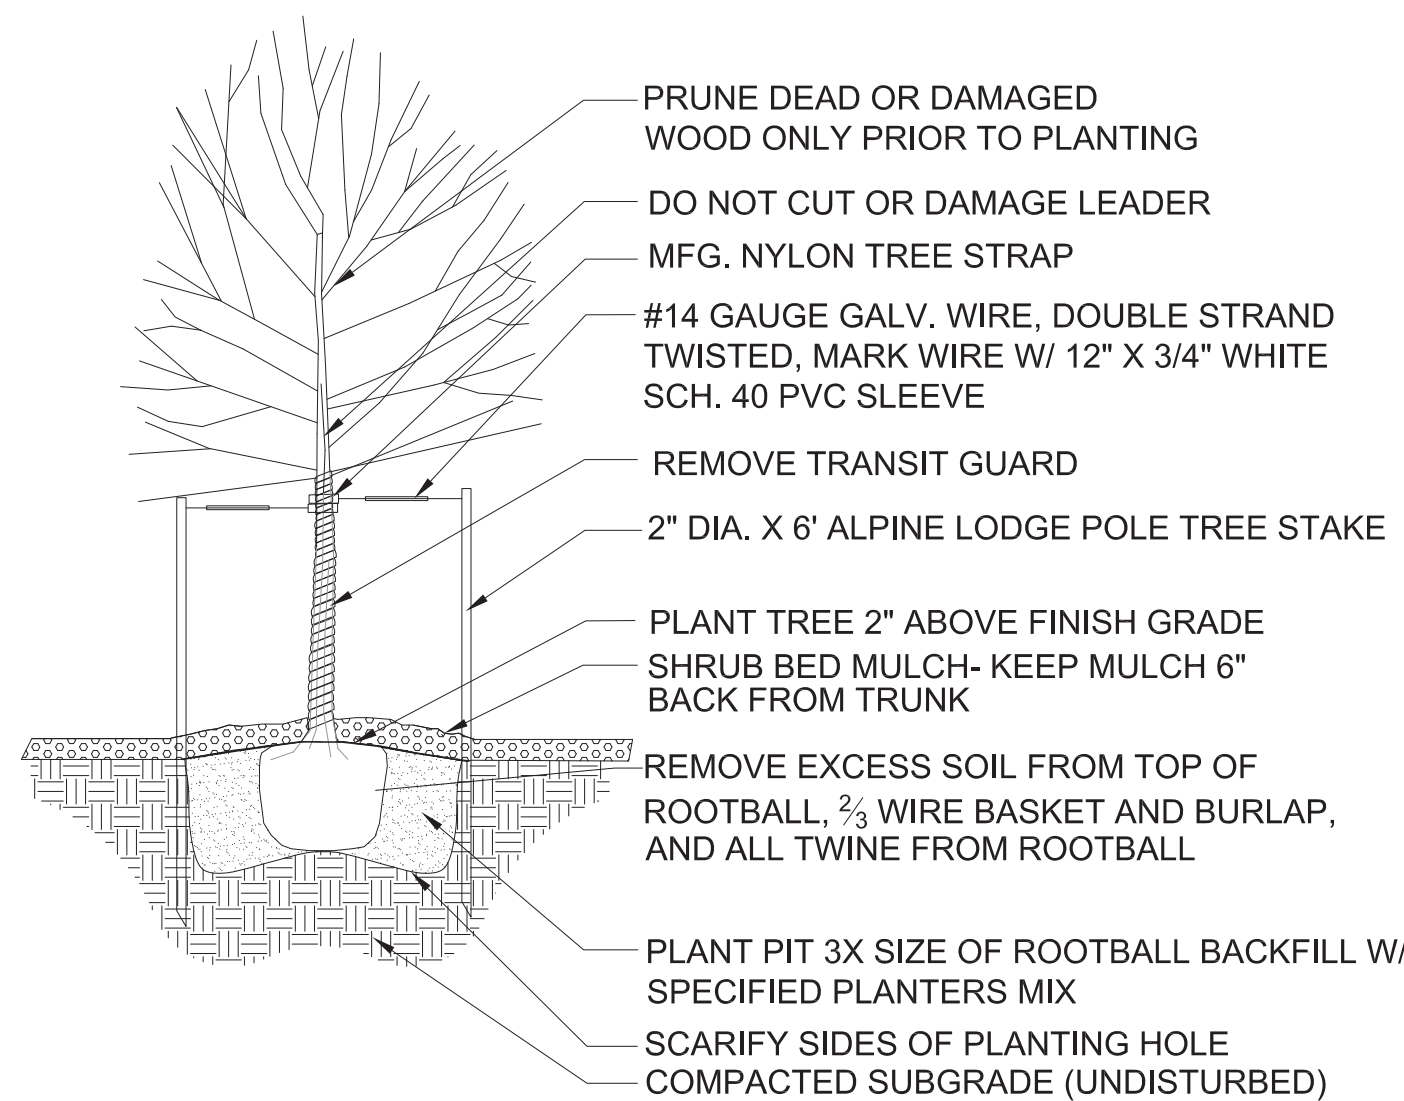 PRUNE DEAD OR DAMAGED
WOOD ONLY PRIOR TO PLANTING
DO NOT CUT OR DAMAGE LEADER
MFG. NYLON TREE STRAP
#14 GAUGE GALV. WIRE, DOUBLE STRAND
TWISTED, MARK WIRE W/ 12" X 3/4" WHITE
SCH. 40 PVC SLEEVE
REMOVE TRANSIT GUARD
2" DIA. X 6' ALPINE LODGE POLE TREE STAKE
PLANT TREE 2" ABOVE FINISH GRADE
SHRUB BED MULCH- KEEP MULCH 6"
BACK FROM TRUNK
REMOVE EXCESS SOIL FROM TOP OF
ROOTBALL, ⅔ WIRE BASKET AND BURLAP,
AND ALL TWINE FROM ROOTBALL
PLANT PIT 3X SIZE OF ROOTBALL BACKFILL W/
SPECIFIED PLANTERS MIX
SCARIFY SIDES OF PLANTING HOLE
COMPACTED SUBGRADE (UNDISTURBED)